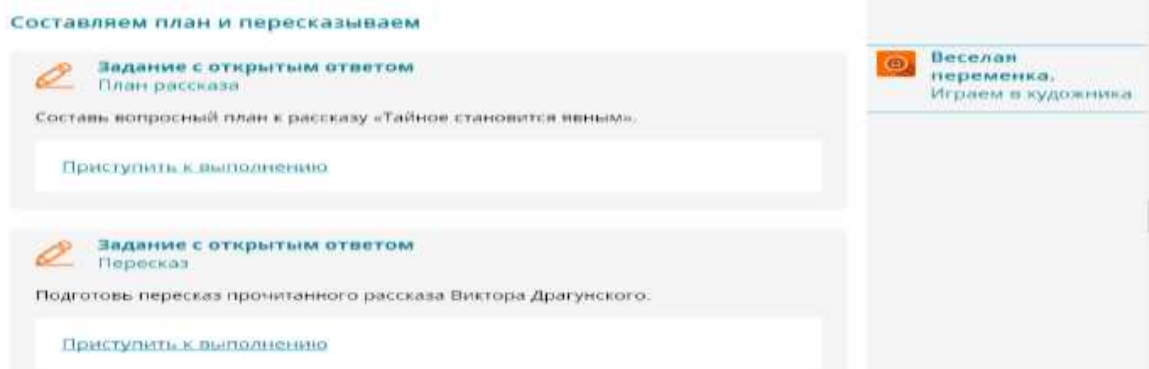 Составляем план и пересказываем
Задание с открытым ответом
План рассказа
Составь вопросный план к рассказу «Тайное становится явным».
Приступить к выполнению
Задание с открытым ответом
Пересказ
Подготовь пересказ прочитанного рассказа Виктора Драгунского.
Приступить к выполнению
Веселая
переменка.
Играем в художника